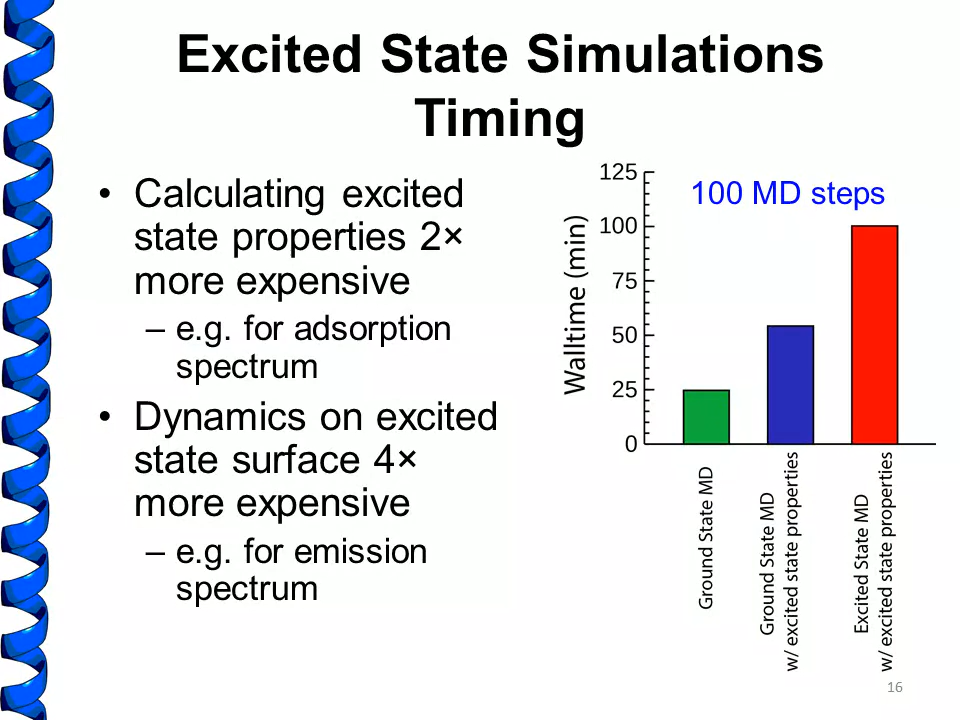 Excited State Simulations
Timing
• Calculating excited
state properties 2×
more expensive
– e.g. for adsorption
spectrum
• Dynamics on excited
state surface 4×
more expensive
– e.g. for emission
spectrum
100 MD steps
Walltime (min)
125
100
75
50
25
0
Ground State MD
Ground State MD
w/ excited state properties
Excited State MD
w/ excited state properties
16